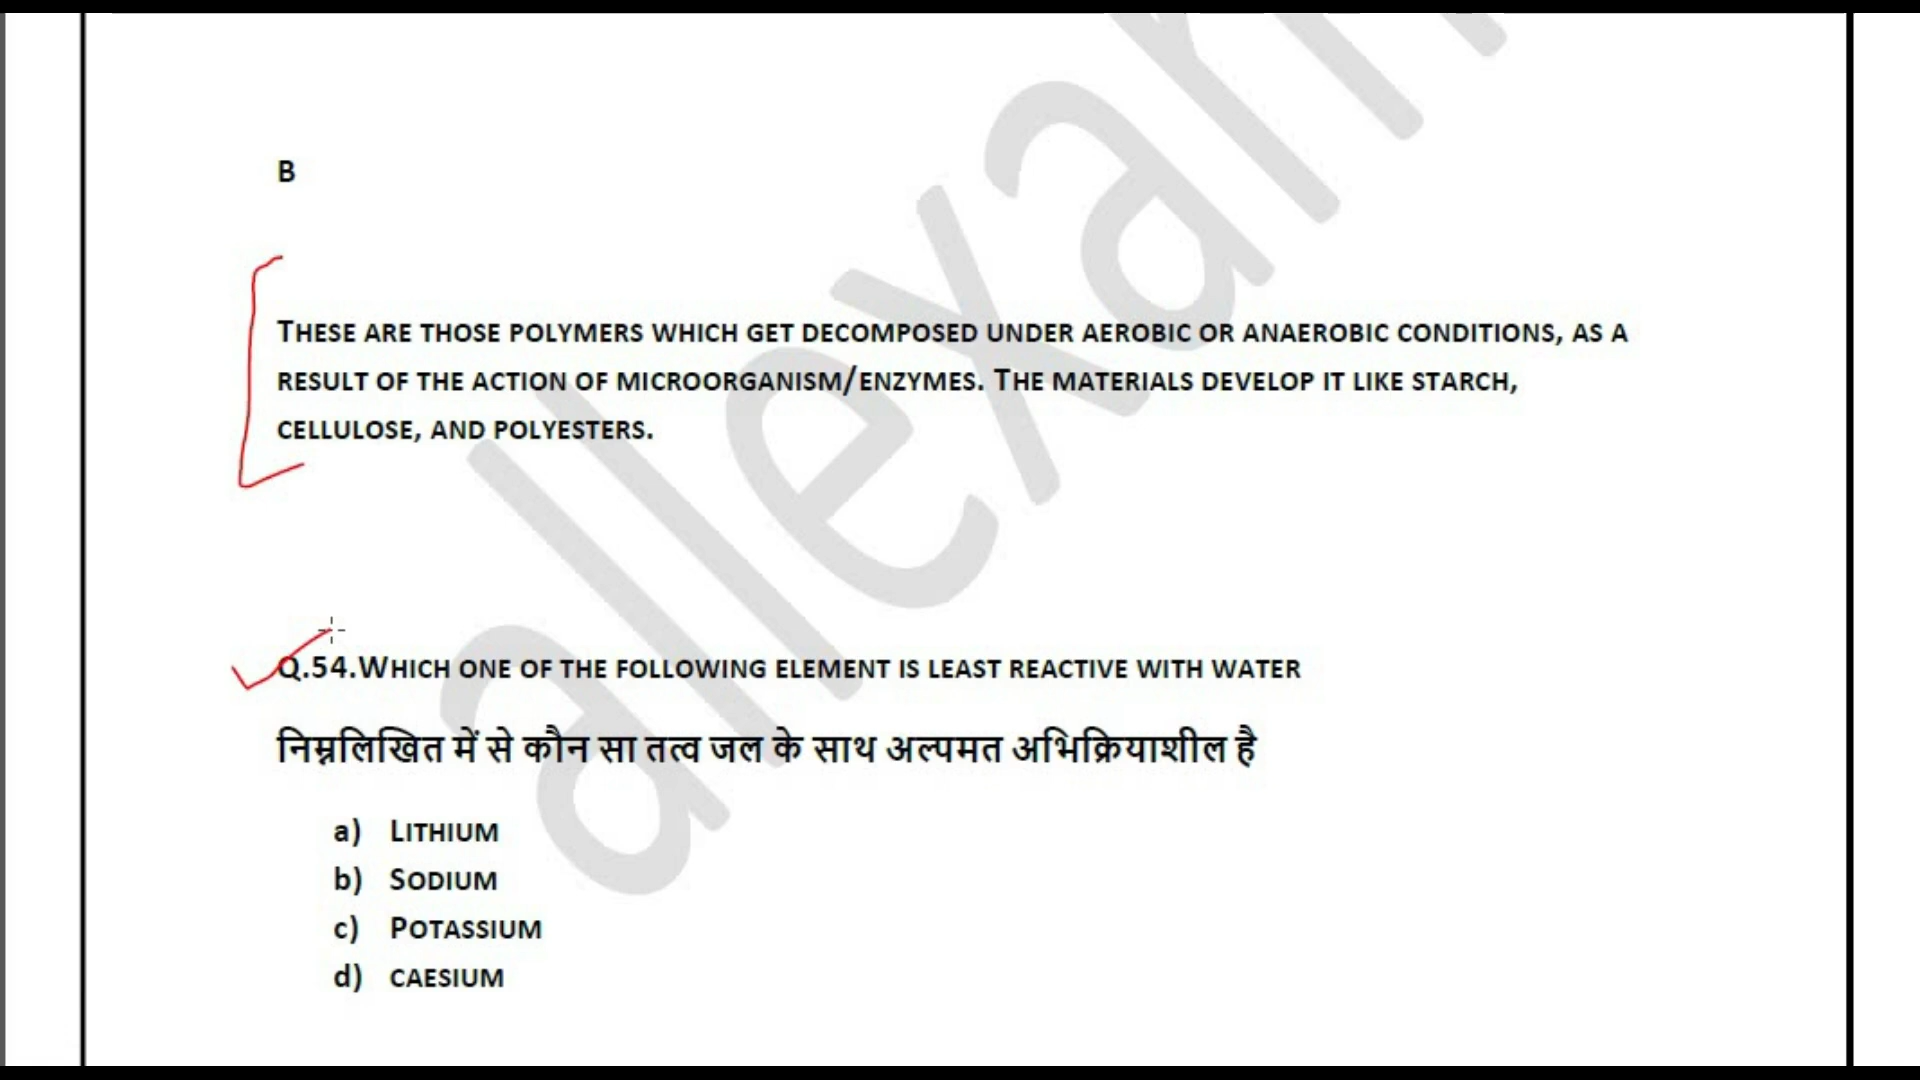 B
THESE ARE THOSE POLYMERS WHICH GET DECOMPOSED UNDER AEROBIC OR ANAEROBIC CONDITIONS, AS A
RESULT OF THE ACTION OF MICROORGANISM/ENZYMES. THE MATERIALS DEVELOP IT LIKE STARCH,
CELLULOSE, AND POLYESTERS.
Q.54.WHICH ONE OF THE FOLLOWING ELEMENT IS LEAST REACTIVE WITH WATER
निम्नलिखित में से कौन सा तत्व जल के साथ अल्पमत अभिक्रियाशील है
a) LITHIUM
b) SODIUM
c) POTASSIUM
d) CAESIUM
allexam